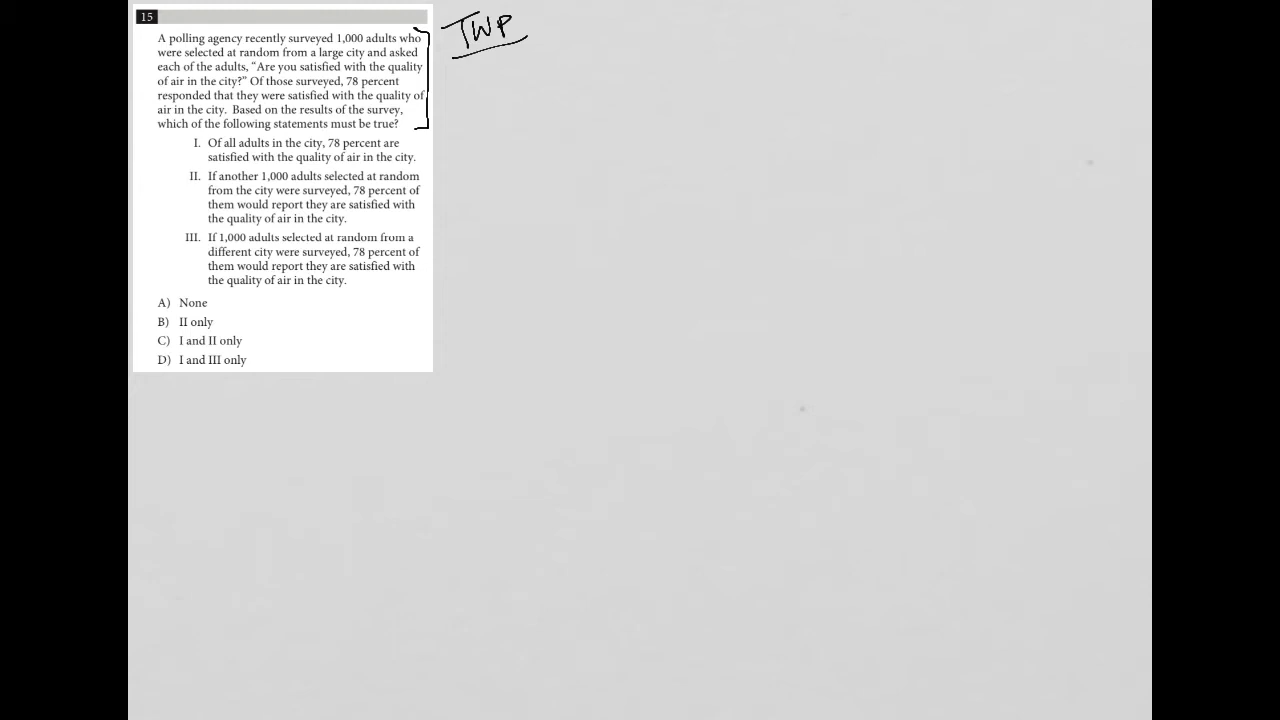 15
TWP
A polling agency recently surveyed 1,000 adults who
were selected at random from a large city and asked
each of the adults, “Are you satisfied with the quality
of air in the city?” Of those surveyed, 78 percent
responded that they were satisfied with the quality of
air in the city.  Based on the results of the survey,
which of the following statements must be true?
I. Of all adults in the city, 78 percent are
satisfied with the quality of air in the city.
II. If another 1,000 adults selected at random
from the city were surveyed, 78 percent of
them would report they are satisfied with
the quality of air in the city.
III. If 1,000 adults selected at random from a
different city were surveyed, 78 percent of
them would report they are satisfied with
the quality of air in the city.
A) None
B) II only
C) I and II only
D) I and III only